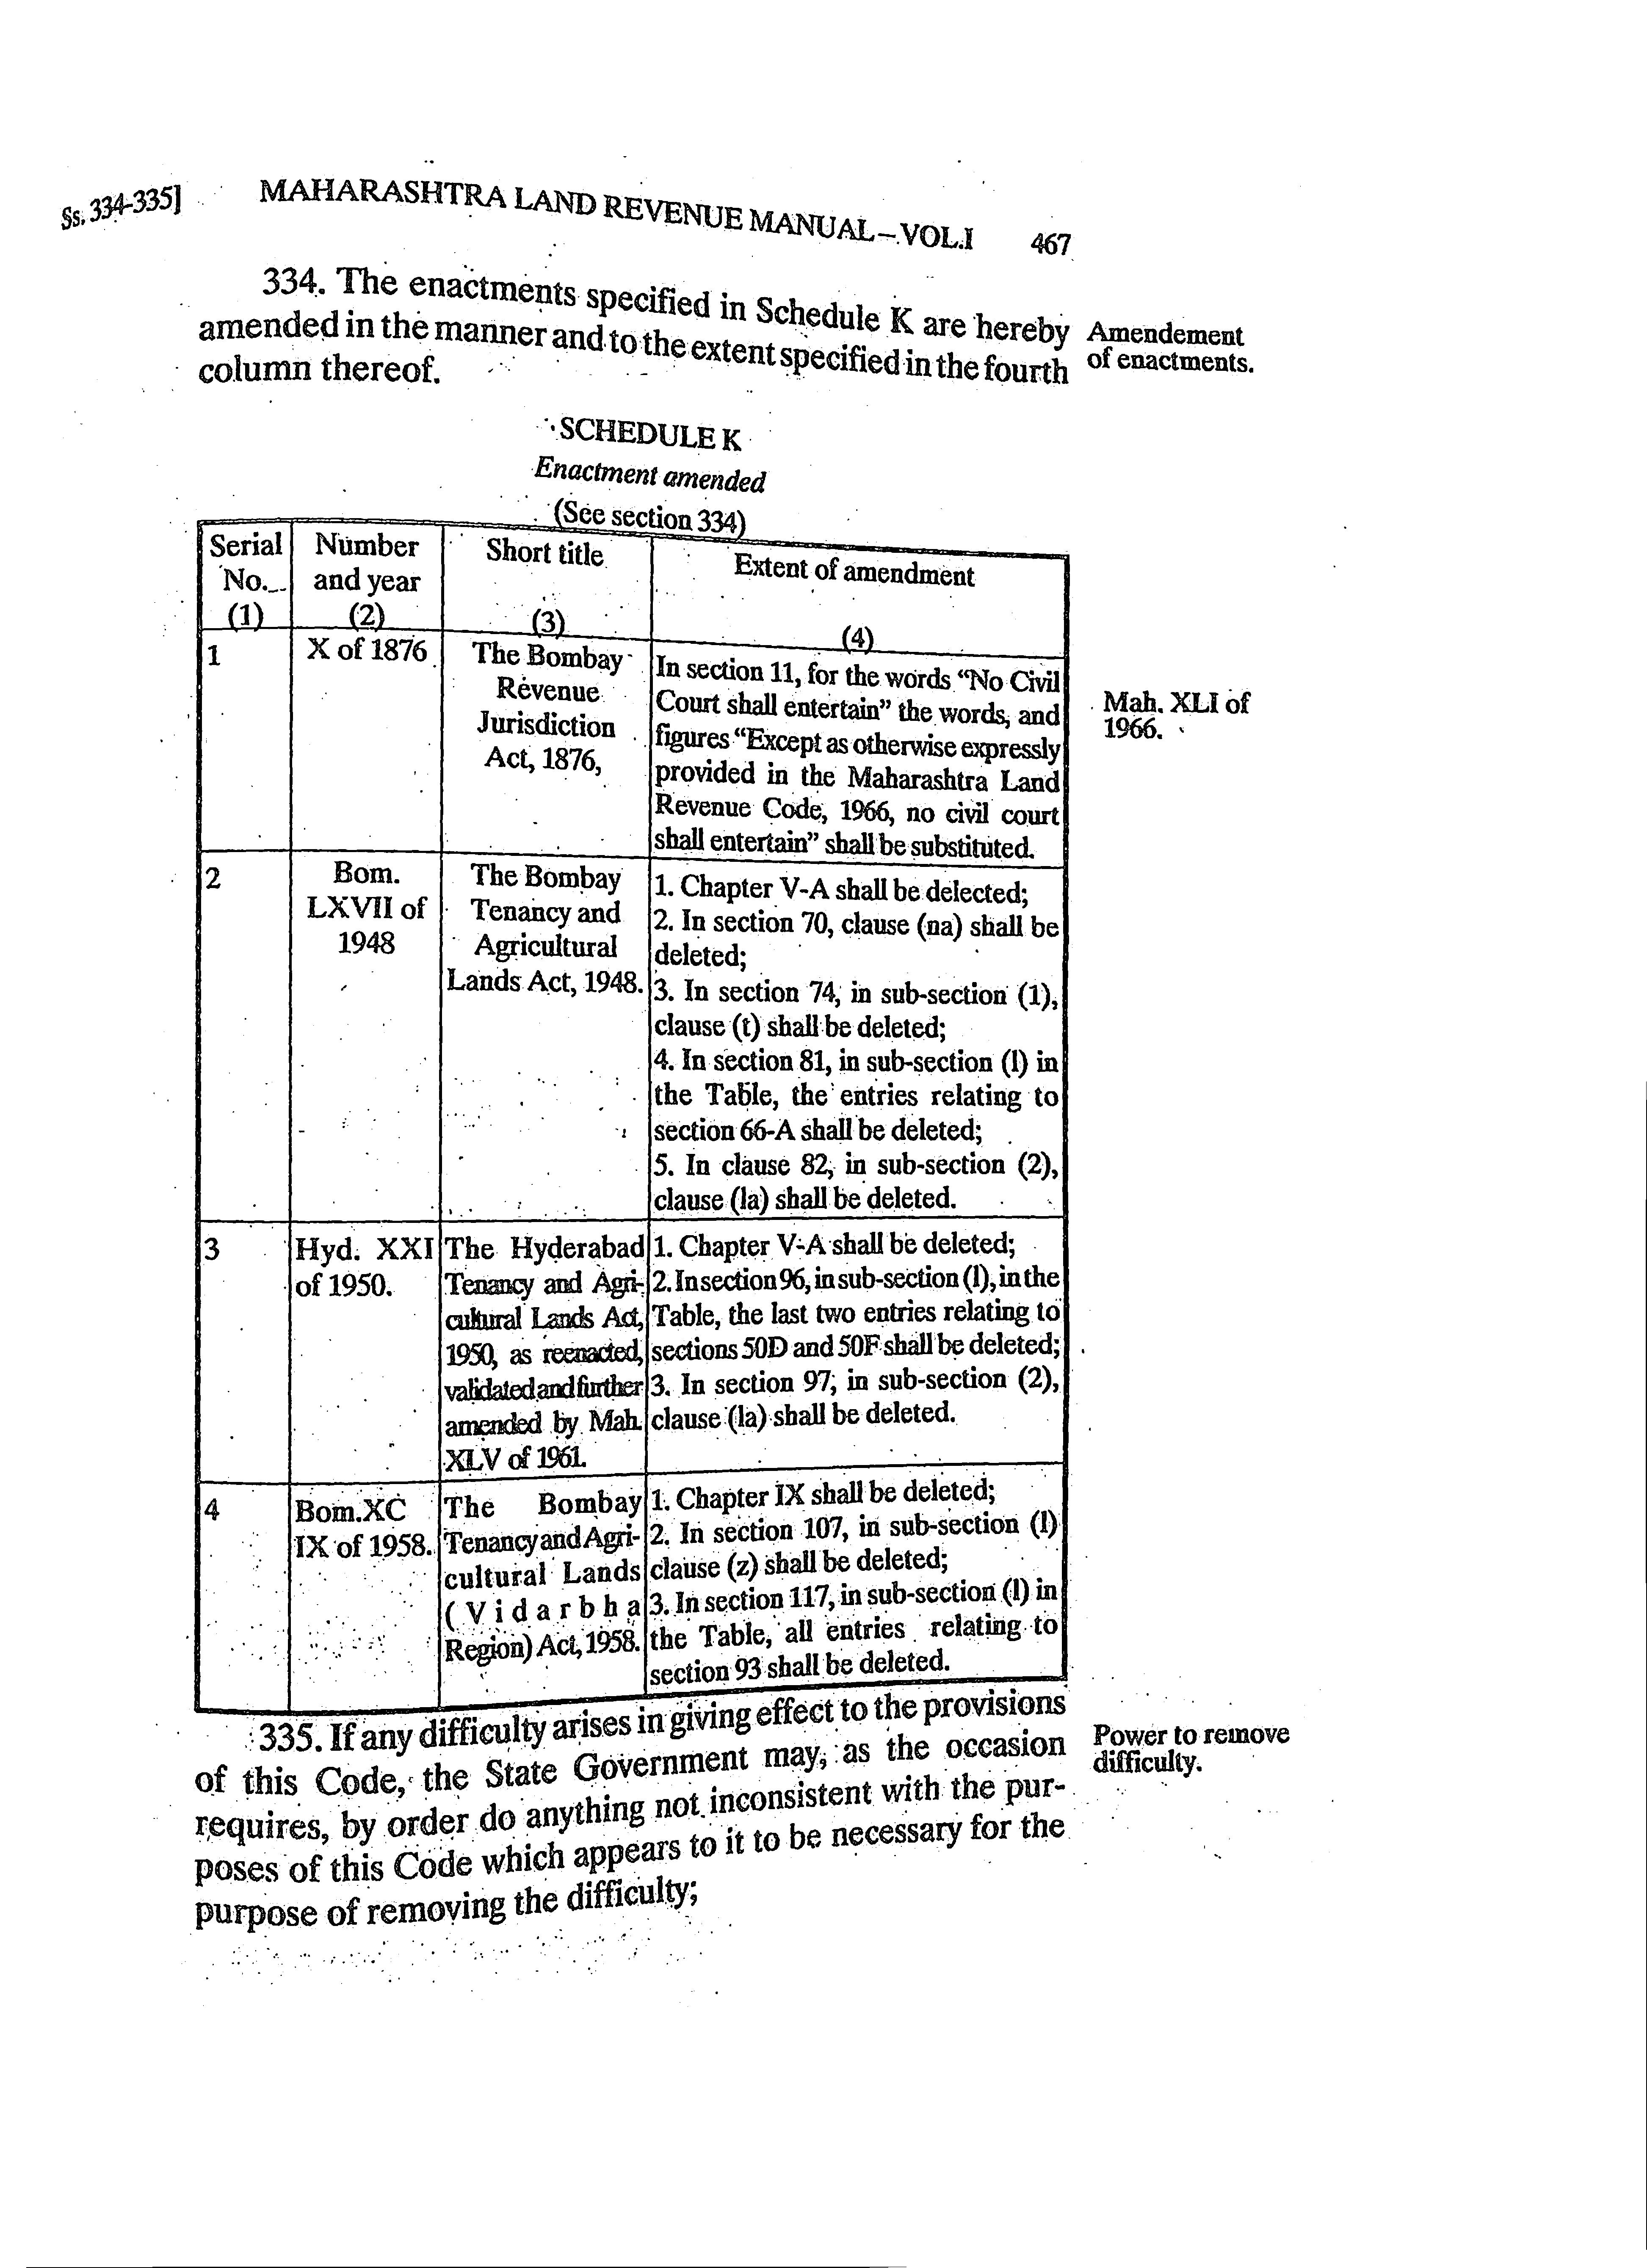 §s. 334-335] MAHARASHTRA LAND REVENUE MANUAL – VOL.I 467
334. The enactments specified in Schedule K are hereby
amended in the manner and to the extent specified in the fourth
column thereof.
Amendement
of enactments.
SCHEDULE K
Enactment amended
(See section 334)
Serial
No.
(1)
Number
and year
(2)
Short title
(3)
Extent of amendment
(4)
1
X of 1876
The Bombay
Revenue
Jurisdiction
Act, 1876,
In section 11, for the words “No Civil
Court shall entertain” the words, and
figures “Except as otherwise expressly
provided in the Maharashtra Land
Revenue Code, 1966, no civil court
shall entertain” shall be substituted.
Mah. XLI of
1966.
2
Bom.
LXVII of
1948
The Bombay
Tenancy and
Agricultural
Lands Act, 1948.
1. Chapter V-A shall be delected;
2. In section 70, clause (na) shall be
deleted;
3. In section 74, in sub-section (1),
clause (t) shall be deleted;
4. In section 81, in sub-section (l) in
the Table, the entries relating to
section 66-A shall be deleted;
5. In clause 82, in sub-section (2),
clause (la) shall be deleted.
3
Hyd. XXI
of 1950.
The Hyderabad
Tenancy and Agri-
cultural Lands Act,
1950, as reenacted,
validated and further
amended by Mah.
XLV of 1961.
1. Chapter V-A shall be deleted;
2. In section 96, in sub-section (l), in the
Table, the last two entries relating to
sections 50D and 50F shall be deleted;
3. In section 97, in sub-section (2),
clause (la) shall be deleted.
4
Bom.XC
IX of 1958.
The Bombay
Tenancy and Agri-
cultural Lands
(Vidarbha
Region) Act, 1958.
1. Chapter IX shall be deleted;
2. In section 107, in sub-section (l)
clause (z) shall be deleted;
3. In section 117, in sub-section (l) in
the Table, all entries relating to
section 93 shall be deleted.
335. If any difficulty arises in giving effect to the provisions
of this Code, the State Government may, as the occasion
requires, by order do anything not inconsistent with the pur-
poses of this Code which appears to it to be necessary for the
purpose of removing the difficulty;
Power to remove
difficulty.